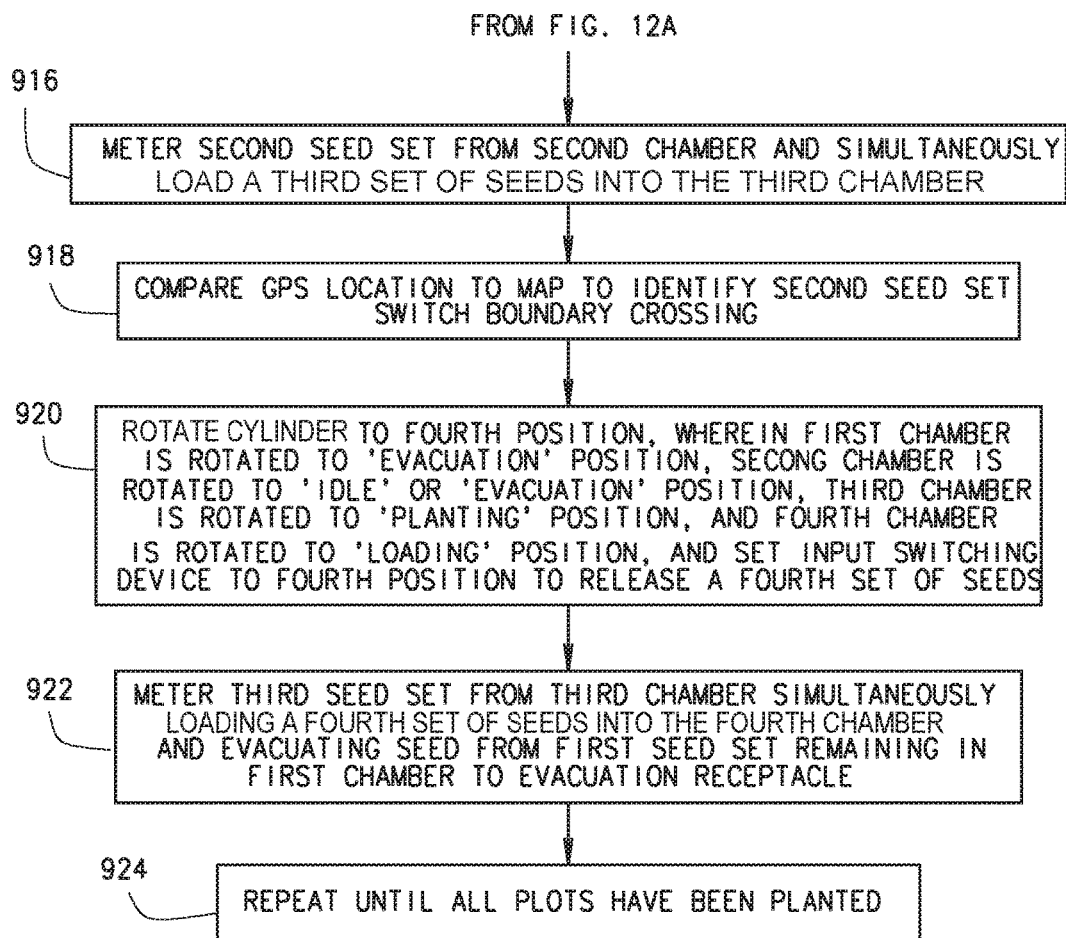 FROM FIG. 12A
916
METER SECOND SEED SET FROM SECOND CHAMBER AND SIMULTANEOUSLY
LOAD A THIRD SET OF SEEDS INTO THE THIRD CHAMBER
918
COMPARE GPS LOCATION TO MAP TO IDENTIFY SECOND SEED SET
SWITCH BOUNDARY CROSSING
920
ROTATE CYLINDER TO FOURTH POSITION, WHEREIN FIRST CHAMBER
IS ROTATED TO 'EVACUATION' POSITION, SECONG CHAMBER IS
ROTATED TO 'IDLE' OR 'EVACUATION' POSITION, THIRD CHAMBER
IS ROTATED TO 'PLANTING' POSITION, AND FOURTH CHAMBER
IS ROTATED TO 'LOADING' POSITION, AND SET INPUT SWITCHING
DEVICE TO FOURTH POSITION TO RELEASE A FOURTH SET OF SEEDS
922
METER THIRD SEED SET FROM THIRD CHAMBER SIMULTANEOUSLY
LOADING A FOURTH SET OF SEEDS INTO THE FOURTH CHAMBER
AND EVACUATING SEED FROM FIRST SEED SET REMAINING IN
FIRST CHAMBER TO EVACUATION RECEPTACLE
924
REPEAT UNTIL ALL PLOTS HAVE BEEN PLANTED